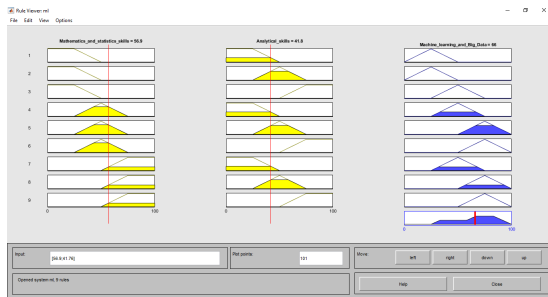 Rule Viewer: ml
File Edit View Options
Mathematics_and_statistics_skills = 56.9
Analytical_skills = 41.8
Machine_learning_and_Big_Data = 66
1
2
3
4
5
6
7
8
9
0 100
0 100
0 100
Input: [56.9;41.76]
Plot points: 101
Move: left right down up
Opened system ml, 9 rules
Help Close